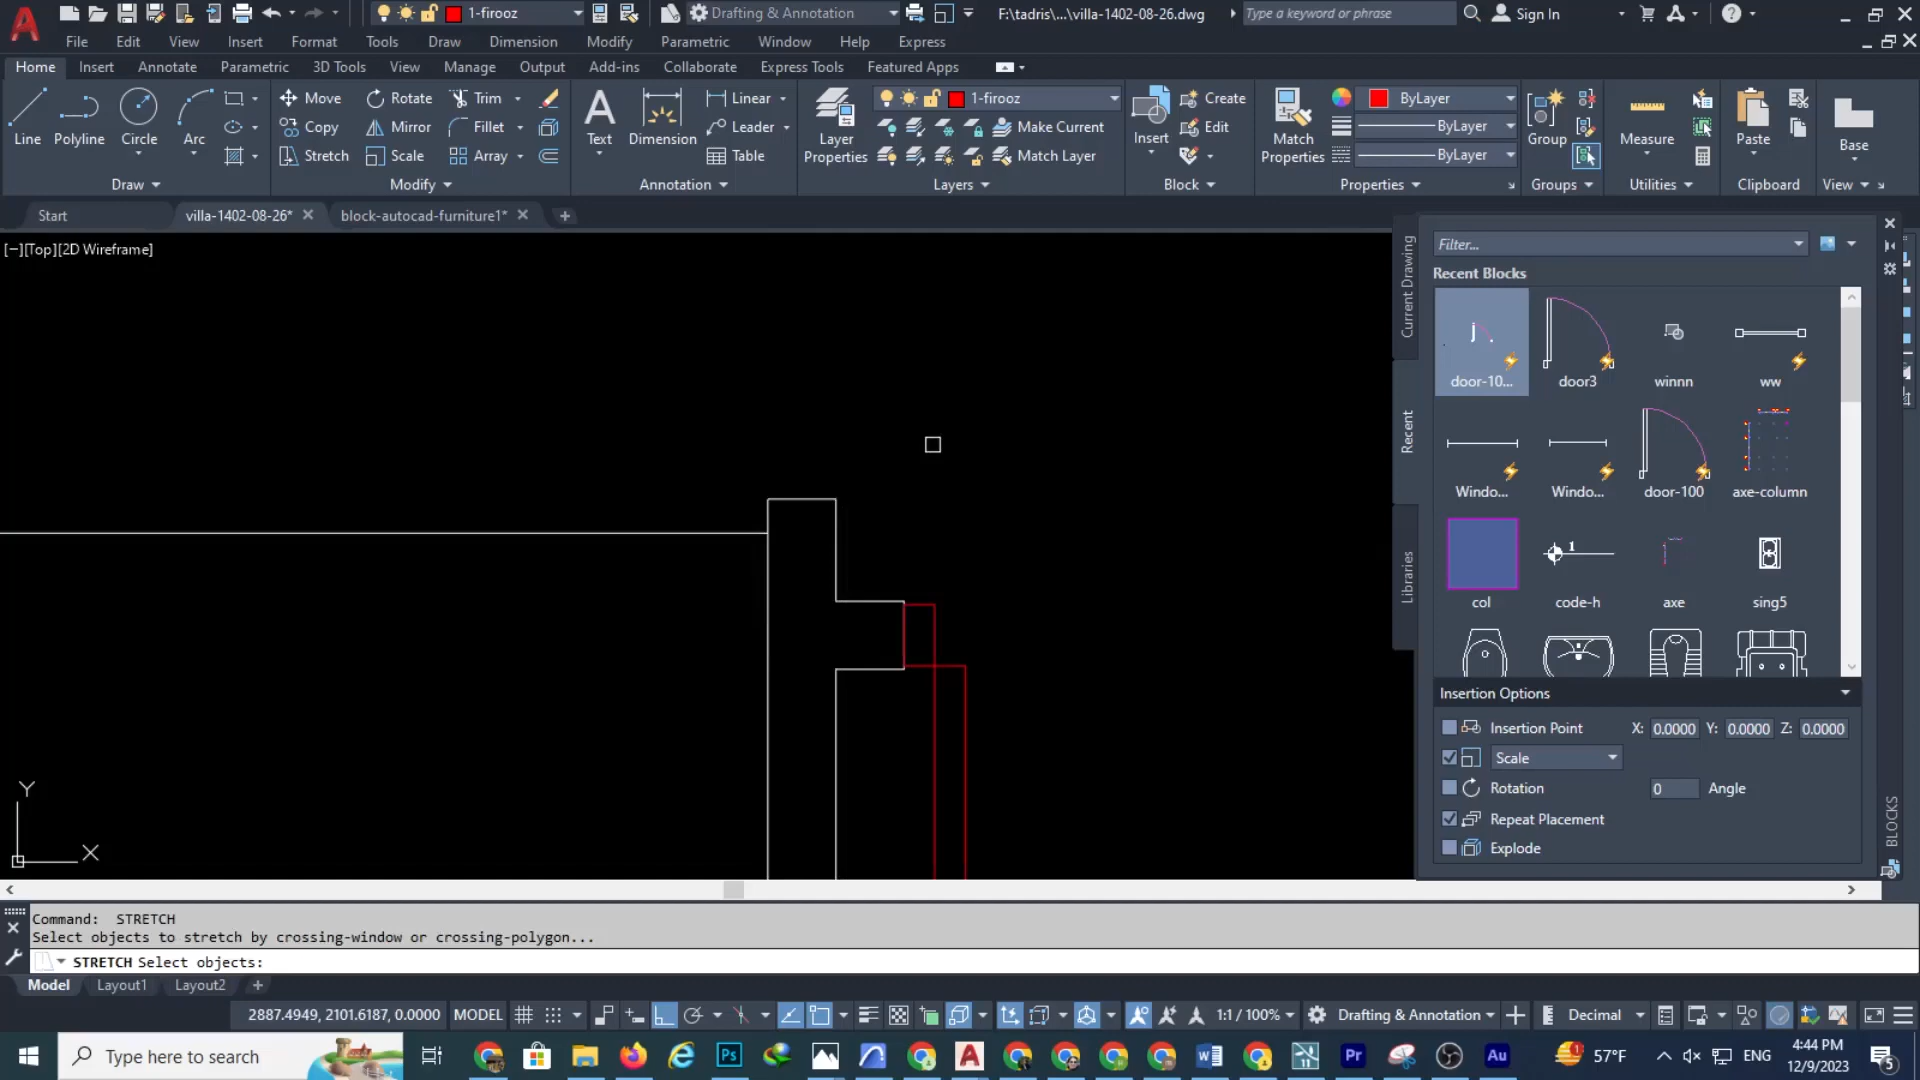 1-firooz
Drafting & Annotation
F:\tadris\...\villa-1402-08-26.dwg
Type a keyword or phrase
Sign In
File Edit View Insert Format Tools Draw Dimension Modify Parametric Window Help Express
Home Insert Annotate Parametric 3D Tools View Manage Output Add-ins Collaborate Express Tools Featured Apps
Line
Polyline
Circle
Arc
Draw
Move Rotate Trim
Copy Mirror Fillet
Stretch Scale Array
Modify
Text
Dimension
Linear
Leader
Table
Annotation
Layer
Properties
1-firooz
Make Current
Match Layer
Layers
Insert
Create
Edit
Block
Match
Properties
ByLayer
ByLayer
ByLayer
Properties
Group
Groups
Measure
Utilities
Paste
Clipboard
Base
View
Start
villa-1402-08-26*
block-autocad-furniture1*
[−][Top][2D Wireframe]
Y
X
Current Drawing
Recent
Libraries
Filter...
Recent Blocks
door-10... door3 winnn ww
Windo... Windo... door-100 axe-column
1
col code-h axe sing5
Insertion Options
Insertion Point X: 0.0000 Y: 0.0000 Z: 0.0000
Scale
Rotation 0 Angle
Repeat Placement
Explode
BLOCKS
Command: STRETCH
Select objects to stretch by crossing-window or crossing-polygon...
STRETCH Select objects:
Model Layout1 Layout2
2887.4949, 2101.6187, 0.0000 MODEL
1:1 / 100%
Drafting & Annotation
Decimal
Type here to search
Ps
Pr
Au
1
57°F
ENG
4:44 PM
12/9/2023
5